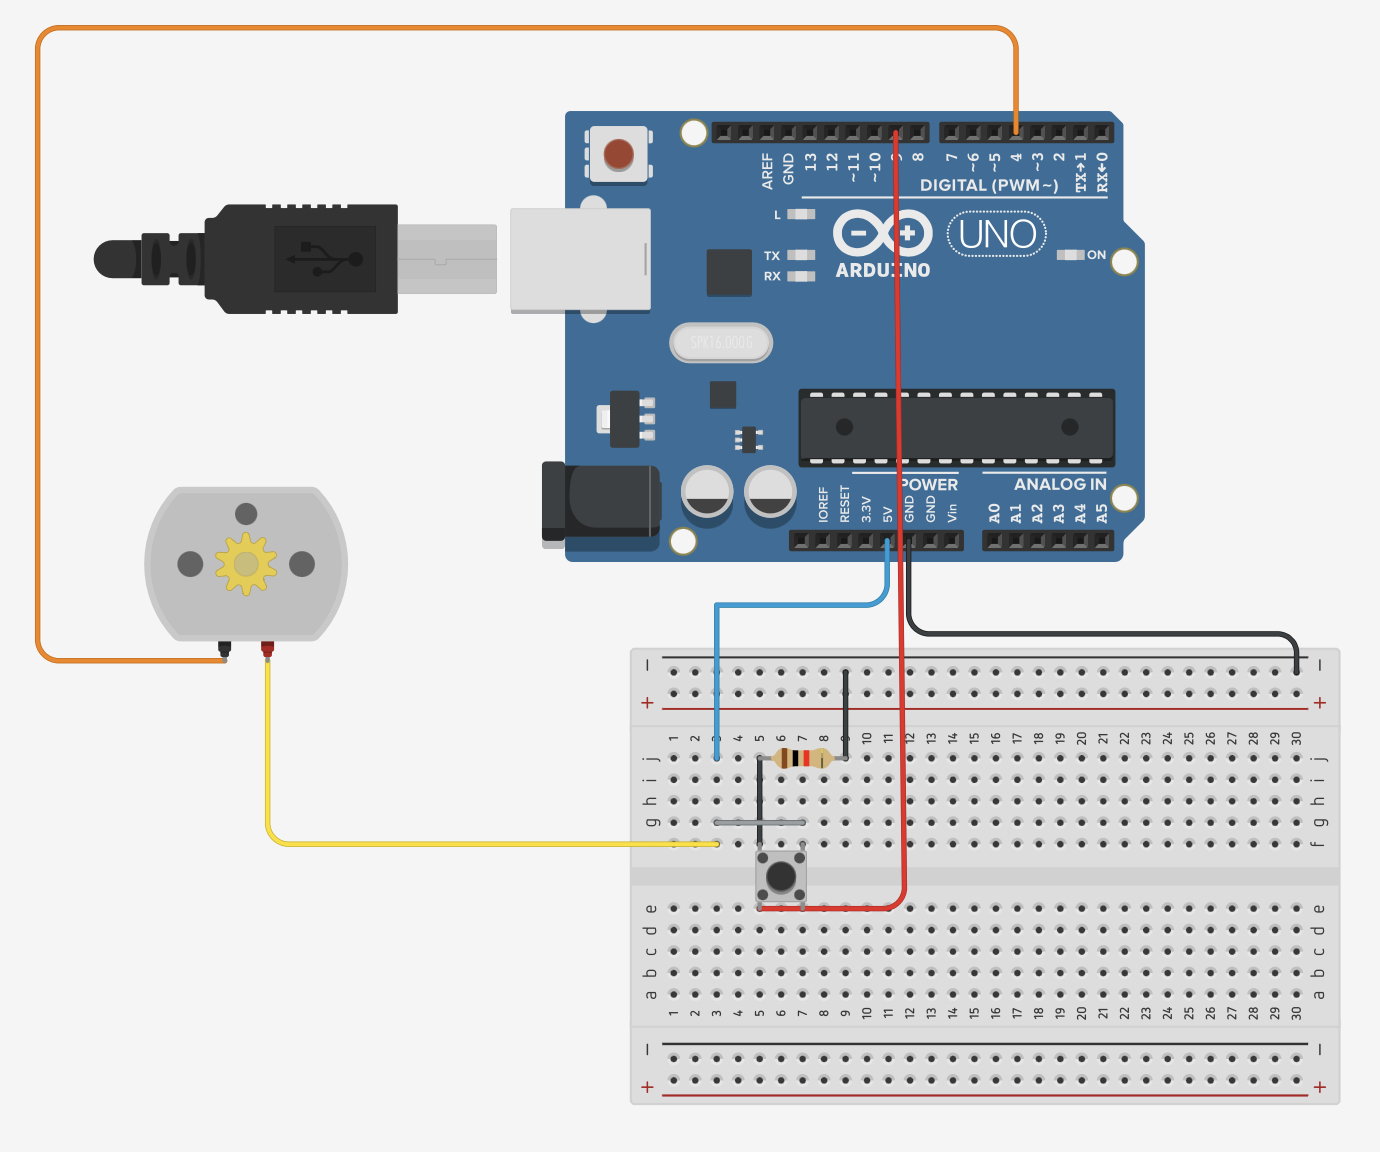 AREF GND 13 12 ~11 ~10 8 7 ~6 ~5 4 ~3 2 TX→1 RX←0
DIGITAL (PWM~)
L
TX
RX
UNO
ON
ARDUINO
SPK16.000G
POWER
ANALOG IN
IOREF RESET 3.3V 5V GND GND Vin A0 A1 A2 A3 A4 A5
− −
+ +
1 2 3 4 5 6 7 8 9 10 11 12 13 14 15 16 17 18 19 20 21 22 23 24 25 26 27 28 29 30
j j
i i
h h
g g
f f
e e
d d
c c
b b
a a
1 2 3 4 5 6 7 8 9 10 11 12 13 14 15 16 17 18 19 20 21 22 23 24 25 26 27 28 29 30
− −
+ +